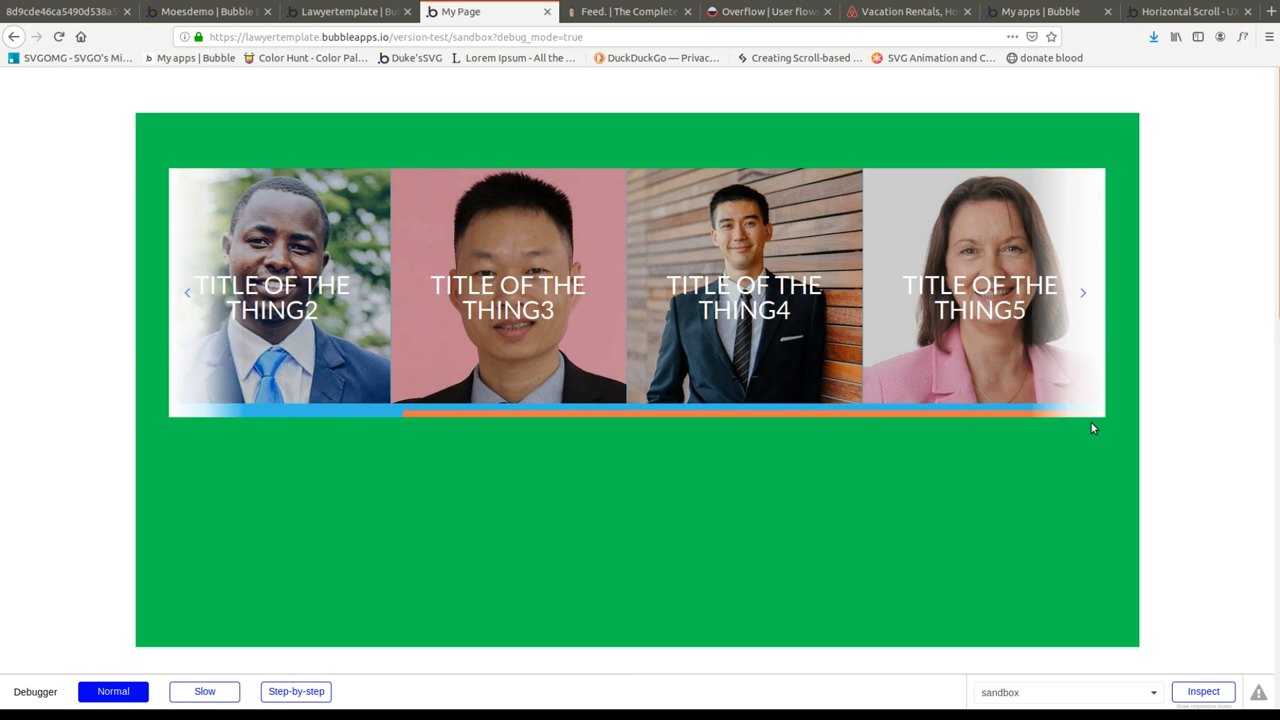 8d9cde46ca5490d538a
Moesdemo | Bubble
Lawyertemplate | Bu
My Page
Feed. | The Complete
Overflow | User flow
Vacation Rentals, Ho
My apps | Bubble
Horizontal Scroll - U
https://lawyertemplate.bubbleapps.io/version-test/sandbox?debug_mode=true
SVGOMG - SVGO's Mi...
My apps | Bubble
Color Hunt - Color Pal...
Duke'sSVG
Lorem Ipsum - All the ...
DuckDuckGo — Privac...
Creating Scroll-based ...
SVG Animation and C...
donate blood
TITLE OF THE
THING2
TITLE OF THE
THING3
TITLE OF THE
THING4
TITLE OF THE
THING5
Debugger
Normal
Slow
Step-by-step
sandbox
Inspect